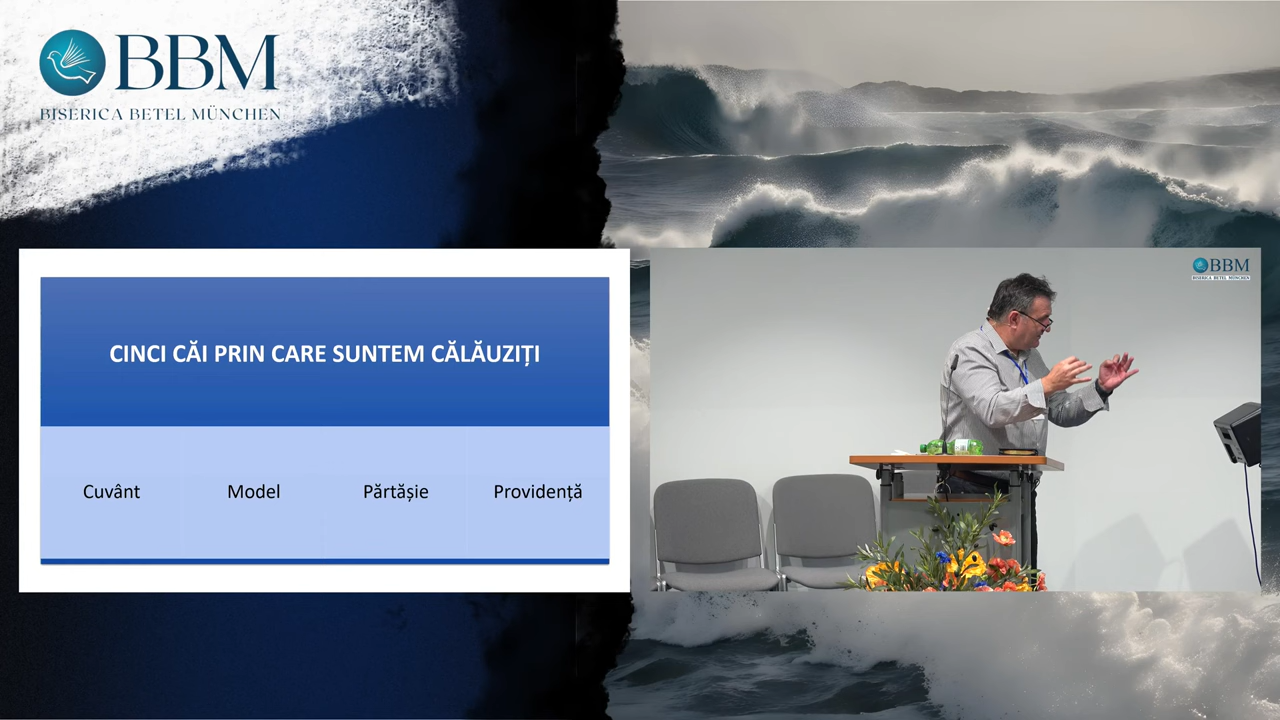 BBM
BISERICA BETEL MÜNCHEN
CINCI CĂI PRIN CARE SUNTEM CĂLĂUZIȚI
Cuvânt Model Părtășie Providență
BBM
BISERICA BETEL MÜNCHEN